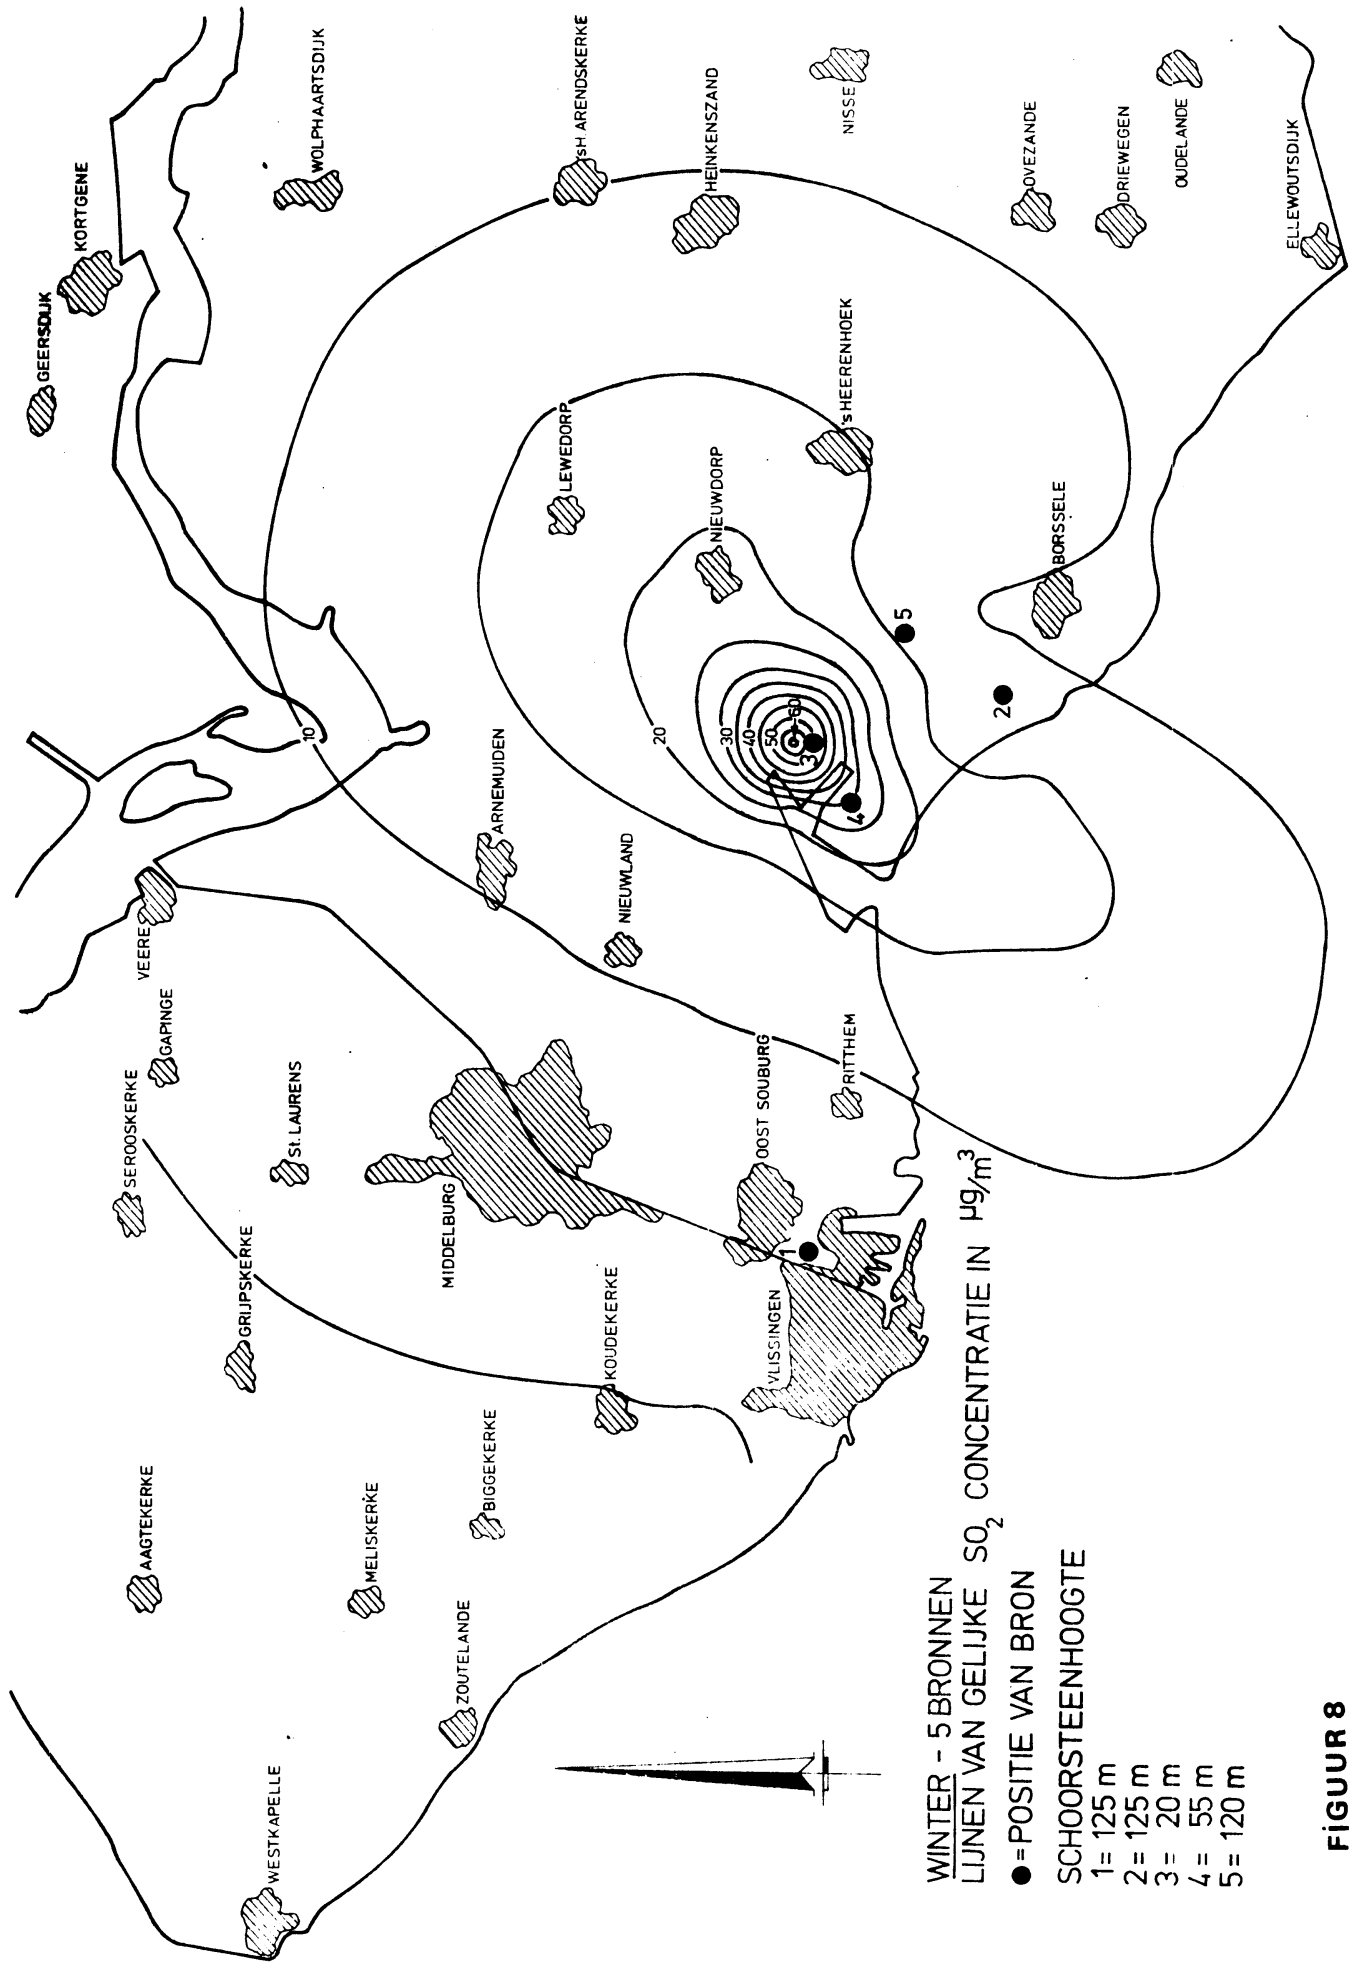 GEERSDIJK
KORTGENE
WOLPHAARTSDIJK
'sH. ARENDSKERKE
HEINKENSZAND
NISSE
OVEZANDE
DRIEWEGEN
OUDELANDE
ELLEWOUTSDIJK
LEWEDORP
NIEUWDORP
'sHEERENHOEK
BORSSELE
VEERE
GAPINGE
SEROOSKERKE
St. LAURENS
GRIJPSKERKE
MIDDELBURG
ARNEMUIDEN
NIEUWLAND
OOST SOUBURG
RITTHEM
KOUDEKERKE
VLISSINGEN
AAGTEKERKE
MELISKERKE
BIGGEKERKE
ZOUTELANDE
WESTKAPELLE
10
20
30
40
50
60
1
2
3
4
5
WINTER - 5 BRONNEN
LIJNEN VAN GELIJKE SO₂ CONCENTRATIE IN µg/m³
● = POSITIE VAN BRON
SCHOORSTEENHOOGTE
1 = 125 m
2 = 125 m
3 = 20 m
4 = 55 m
5 = 120 m
FİGUUR 8